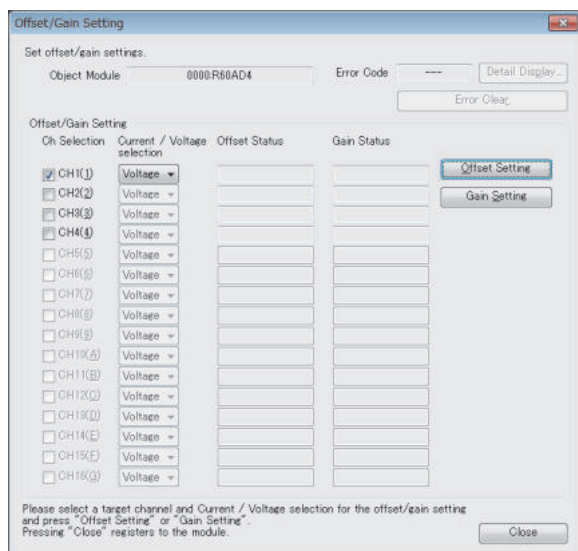 Offset/Gain Setting
Set offset/gain settings.
Object Module 0000:R60AD4 Error Code --- Detail Display...
Error Clear
Offset/Gain Setting
Ch Selection Current / Voltage selection Offset Status Gain Status
CH1(1) Voltage Offset Setting
CH2(2) Voltage Gain Setting
CH3(3) Voltage
CH4(4) Voltage
CH5(5) Voltage
CH6(6) Voltage
CH7(7) Voltage
CH8(8) Voltage
CH9(9) Voltage
CH10(A) Voltage
CH11(B) Voltage
CH12(C) Voltage
CH13(D) Voltage
CH14(E) Voltage
CH15(F) Voltage
CH16(G) Voltage
Please select a target channel and Current / Voltage selection for the offset/gain setting
and press "Offset Setting" or "Gain Setting".
Pressing "Close" registers to the module.
Close